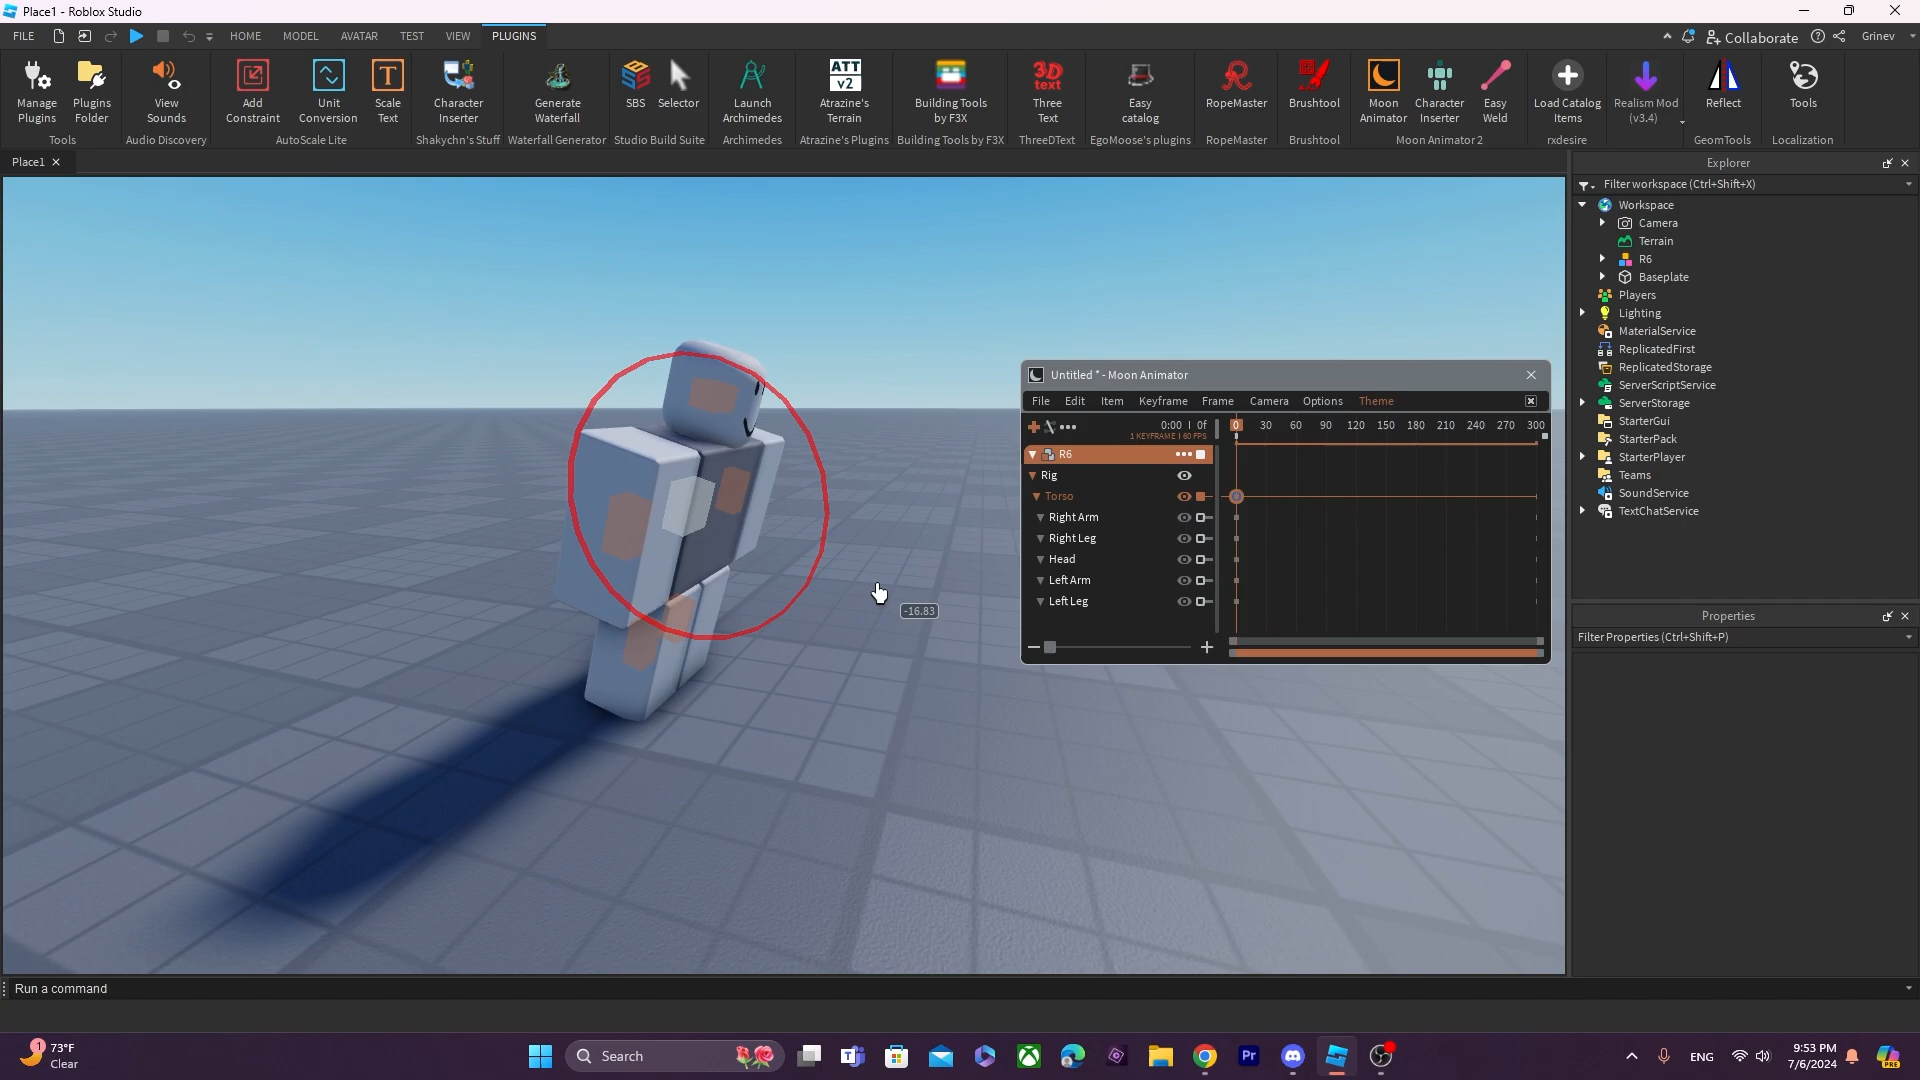 Place1 - Roblox Studio
FILE
HOME
MODEL
AVATAR
TEST
VIEW
PLUGINS
Collaborate
Grinev
Manage Plugins
Plugins Folder
View Sounds
Add Constraint
Unit Conversion
Scale Text
Character Inserter
Generate Waterfall
SBS
Selector
Launch Archimedes
ATT v2
Atrazine's Terrain
Building Tools by F3X
3D text
Three Text
Easy catalog
RopeMaster
Brushtool
Moon Animator
Character Inserter
Easy Weld
Load Catalog Items
Realism Mod (v3.4)
Reflect
Tools
Tools
Audio Discovery
AutoScale Lite
Shakychn's Stuff
Waterfall Generator
Studio Build Suite
Archimedes
Atrazine's Plugins
Building Tools by F3X
ThreeDText
EgoMoose's plugins
RopeMaster
Brushtool
Moon Animator 2
rxdesire
GeomTools
Localization
Place1
Explorer
Filter workspace (Ctrl+Shift+X)
Workspace
Camera
Terrain
R6
Baseplate
Players
Lighting
MaterialService
ReplicatedFirst
ReplicatedStorage
ServerScriptService
ServerStorage
StarterGui
StarterPack
StarterPlayer
Teams
SoundService
TextChatService
Untitled * - Moon Animator
File
Edit
Item
Keyframe
Frame
Camera
Options
Theme
0:00 | 0f
1 KEYFRAME | 60 FPS
0 30 60 90 120 150 180 210 240 270 300
R6
Rig
Torso
Right Arm
Right Leg
Head
Left Arm
Left Leg
-16.83
Properties
Filter Properties (Ctrl+Shift+P)
Run a command
1
73°F
Clear
Search
Pr
ENG
9:53 PM
7/6/2024
PRE